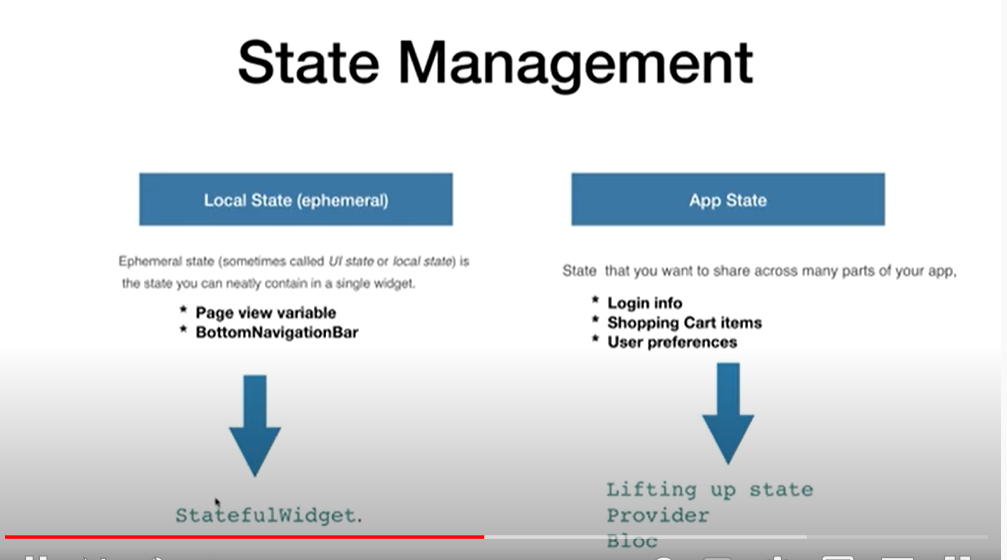 State Management
Local State (ephemeral)
Ephemeral state (sometimes called UI state or local state) is
the state you can neatly contain in a single widget.
* Page view variable
* BottomNavigationBar
StatefulWidget.
App State
State that you want to share across many parts of your app,
* Login info
* Shopping Cart items
* User preferences
Lifting up state
Provider
Bloc